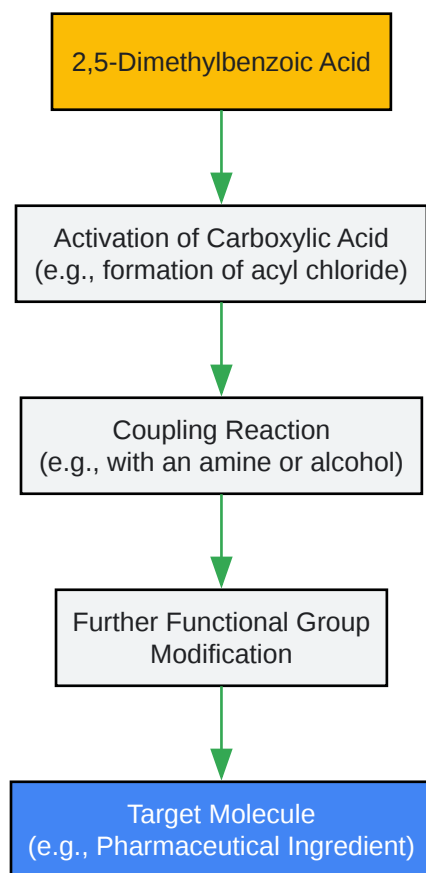 2,5-Dimethylbenzoic Acid
Activation of Carboxylic Acid
(e.g., formation of acyl chloride)
Coupling Reaction
(e.g., with an amine or alcohol)
Further Functional Group
Modification
Target Molecule
(e.g., Pharmaceutical Ingredient)